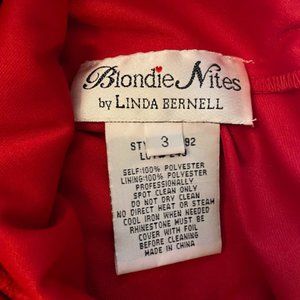 Blondie Nites
by LINDA BERNELL
3
92
SELF:100% POLYESTER
LINING:100% POLYESTER
PROFESSIONALLY
SPOT CLEAN ONLY
DO NOT DRY CLEAN
NO DIRECT HEAT OR STEAM
COOL IRON WHEN NEEDED
RHINESTONE MUST BE
COVER WITH FOIL
BEFORE CLEANING
MADE IN CHINA